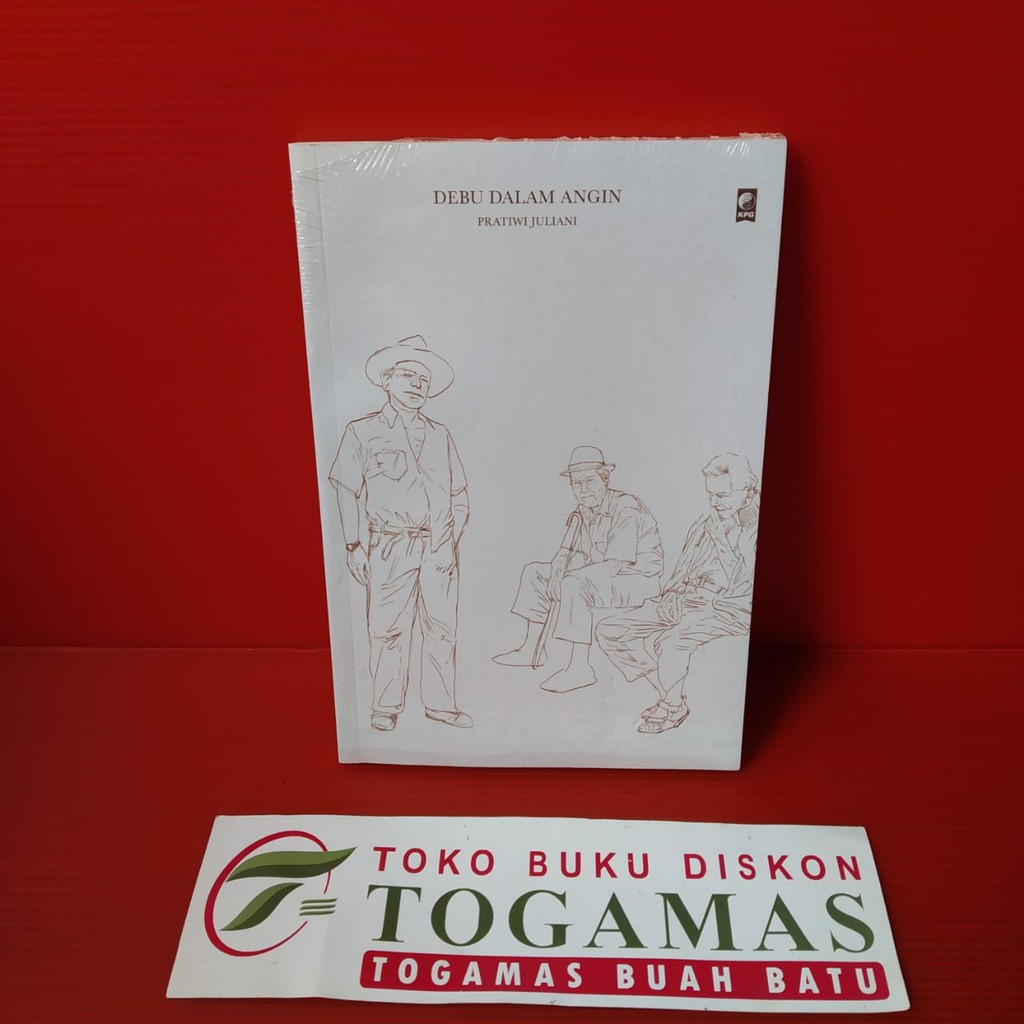 DEBU DALAM ANGIN
PRATIWI JULIANI
KPG
TOKO BUKU DISKON
TOGAMAS
TOGAMAS BUAH BATU